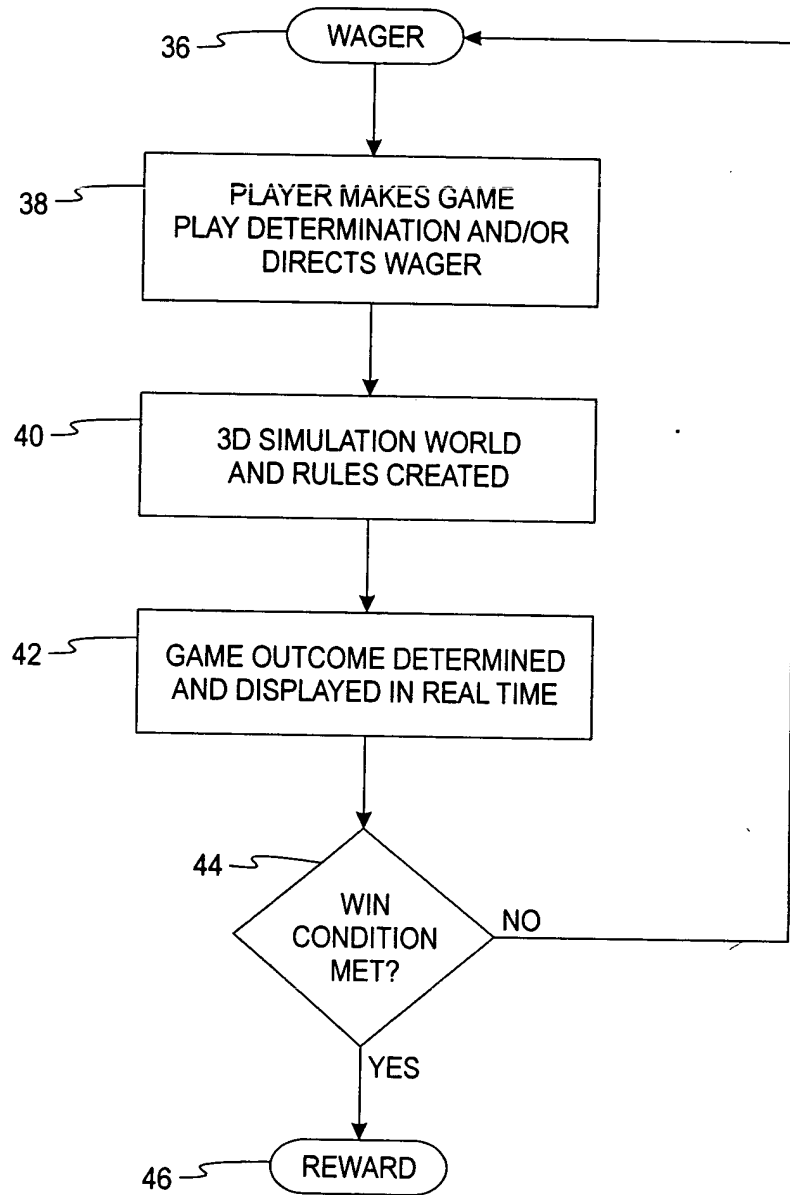 36
WAGER
38
PLAYER MAKES GAME
PLAY DETERMINATION AND/OR
DIRECTS WAGER
40
3D SIMULATION WORLD
AND RULES CREATED
42
GAME OUTCOME DETERMINED
AND DISPLAYED IN REAL TIME
44
WIN
CONDITION
MET?
NO
YES
46
REWARD